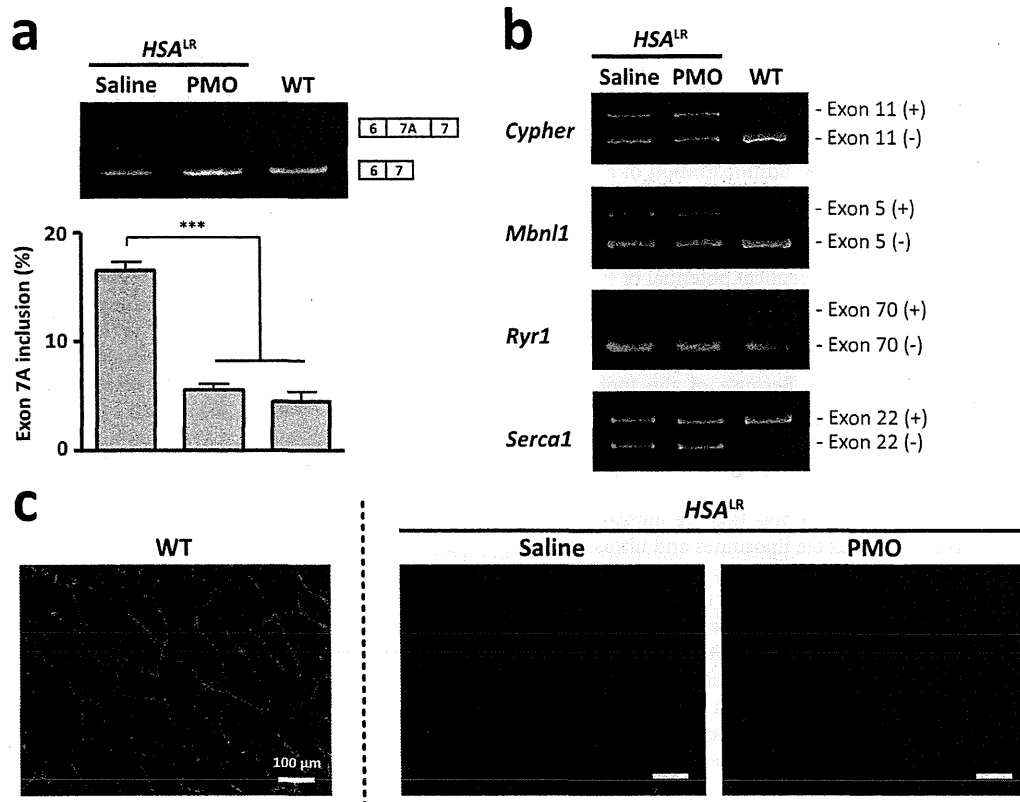 a
HSA^LR
Saline PMO WT
6 7A 7
6 7
20
***
10
0
Exon 7A inclusion (%)
b
HSA^LR
Saline PMO WT
Cypher
- Exon 11 (+)
- Exon 11 (-)
Mbnl1
- Exon 5 (+)
- Exon 5 (-)
Ryr1
- Exon 70 (+)
- Exon 70 (-)
Serca1
- Exon 22 (+)
- Exon 22 (-)
c
WT
100 μm
HSA^LR
Saline PMO